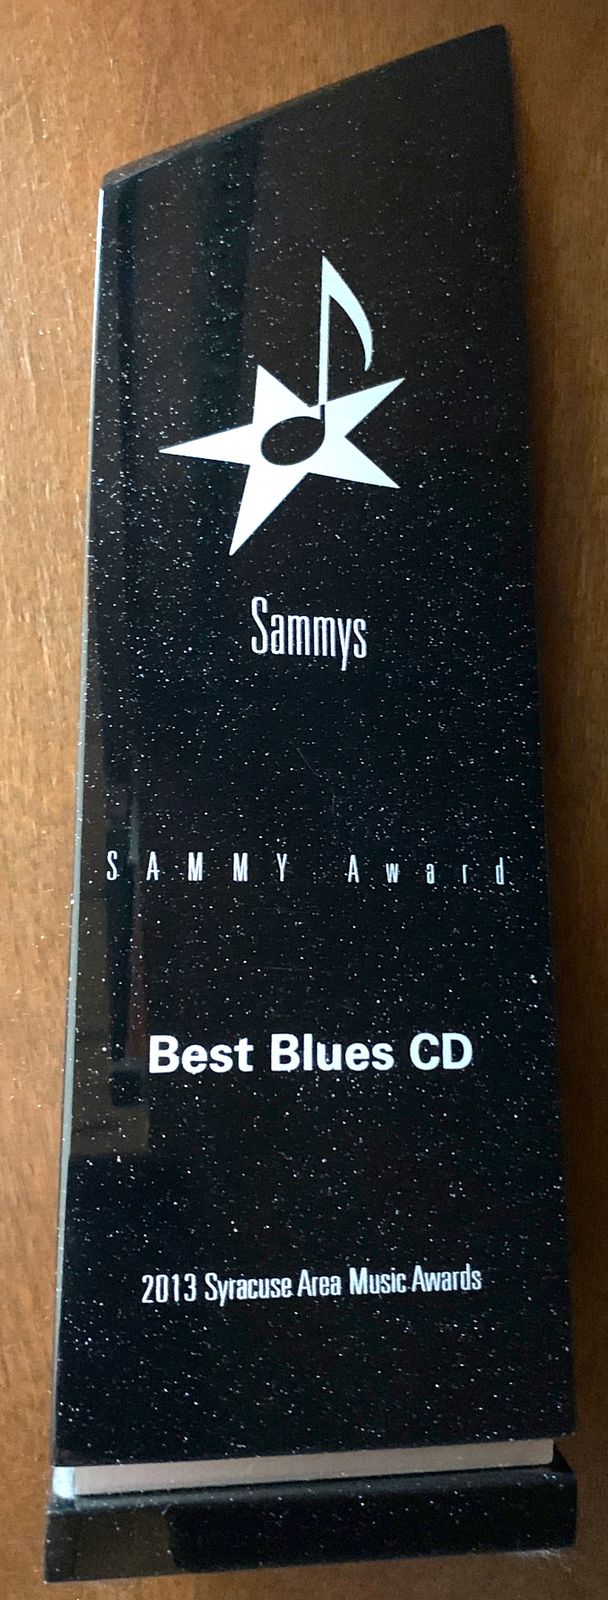 Sammys
SAMMY Award
Best Blues CD
2013 Syracuse Area Music Awards